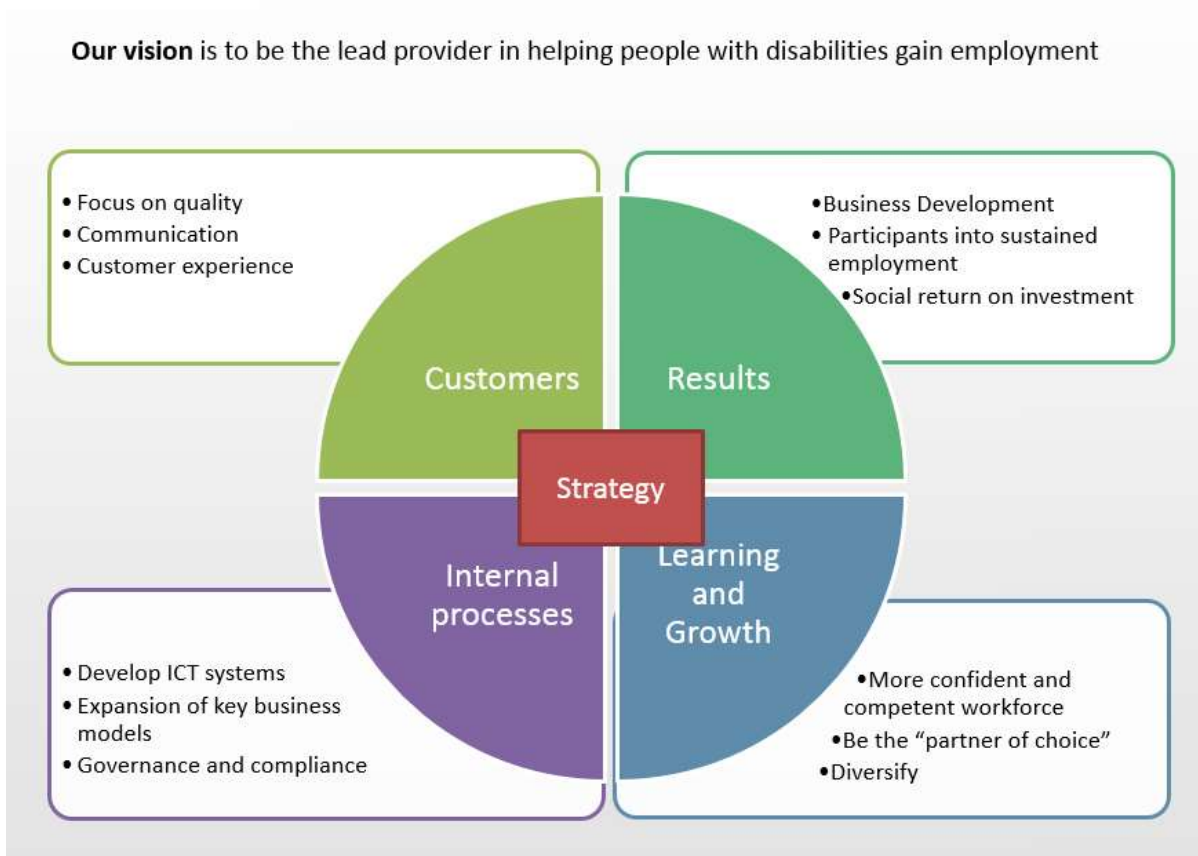 Our vision is to be the lead provider in helping people with disabilities gain employment
• Focus on quality
• Communication
• Customer experience
•Business Development
• Participants into sustained
employment
•Social return on investment
Customers
Results
Strategy
Internal
processes
Learning
and
Growth
• Develop ICT systems
• Expansion of key business
models
• Governance and compliance
•More confident and
competent workforce
•Be the “partner of choice”
•Diversify